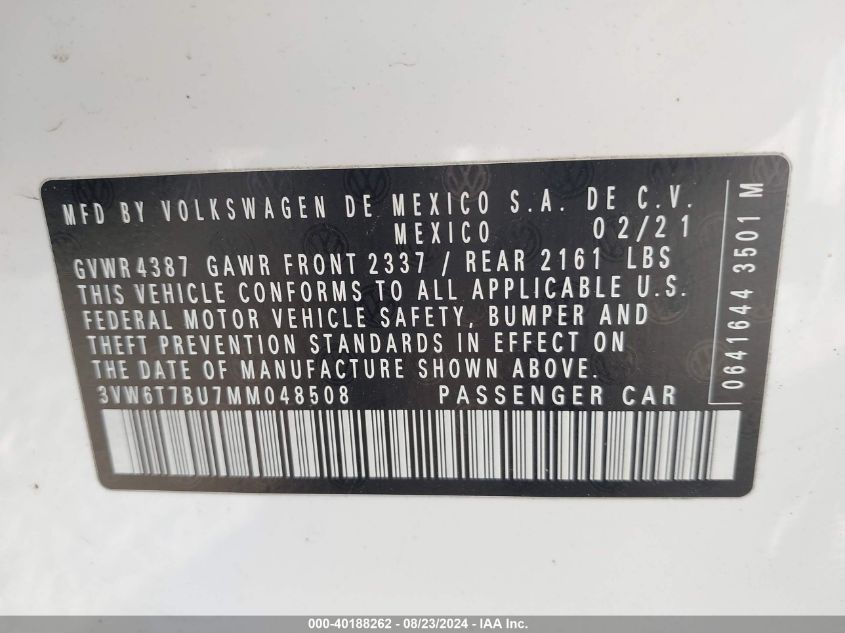 MFD BY VOLKSWAGEN DE MEXICO S.A. DE C.V.
MEXICO 02/21
GVWR 4387 GAWR FRONT 2337 / REAR 2161 LBS
THIS VEHICLE CONFORMS TO ALL APPLICABLE U.S.
FEDERAL MOTOR VEHICLE SAFETY, BUMPER AND
THEFT PREVENTION STANDARDS IN EFFECT ON
THE DATE OF MANUFACTURE SHOWN ABOVE.
3VW6T7BU7MM048508 PASSENGER CAR
0641644 3501 M
000-40188262 - 08/23/2024 - IAA Inc.